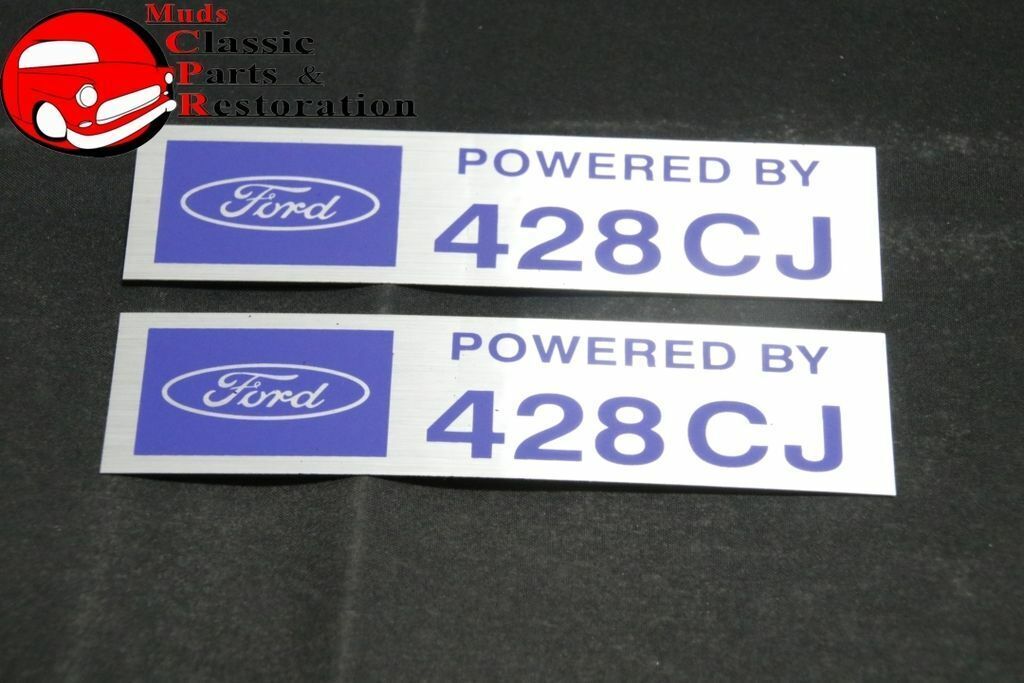 Muds
Classic
Parts &
Restoration
Ford
POWERED BY
428 CJ
Ford
POWERED BY
428 CJ